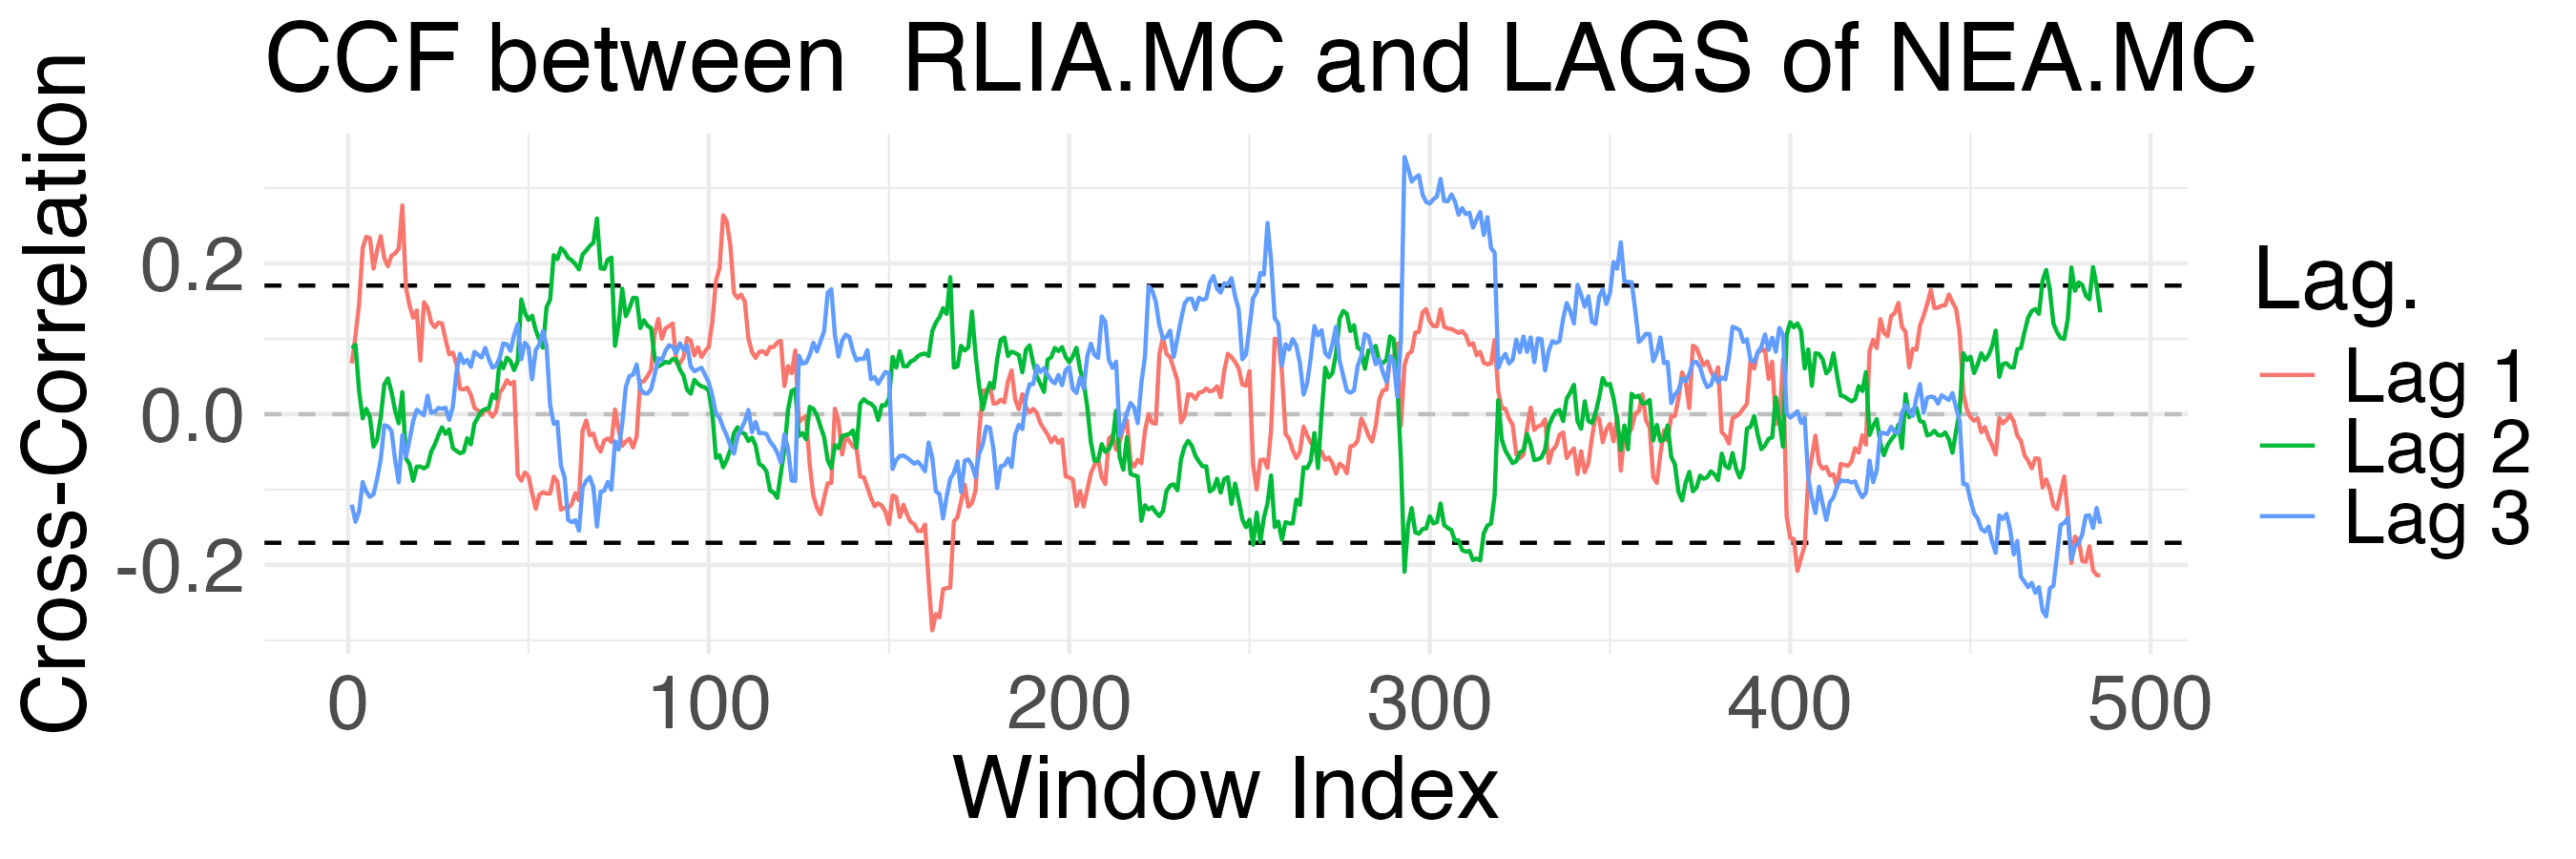 CCF between  RLIA.MC and LAGS of NEA.MC
Cross-Correlation
0.2
0.0
-0.2
0 100 200 300 400 500
Window Index
Lag.
Lag 1
Lag 2
Lag 3